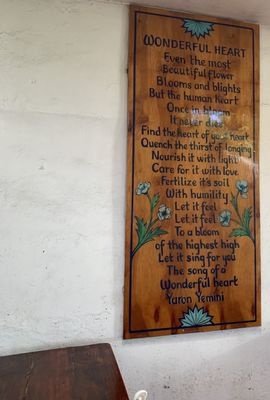 WONDERFUL HEART
Even the most
Beautiful flower
Blooms and blights
But the human heart
Once in bloom
It never dies
Find the heart of your heart
Quench the thirst of longing
Nourish it with light
Care for it with love
Fertilize it's soil
With humility
Let it feel
Let it feel
To a bloom
of the highest high
Let it sing for you
The song of a
Wonderful heart
Yaron Yemini